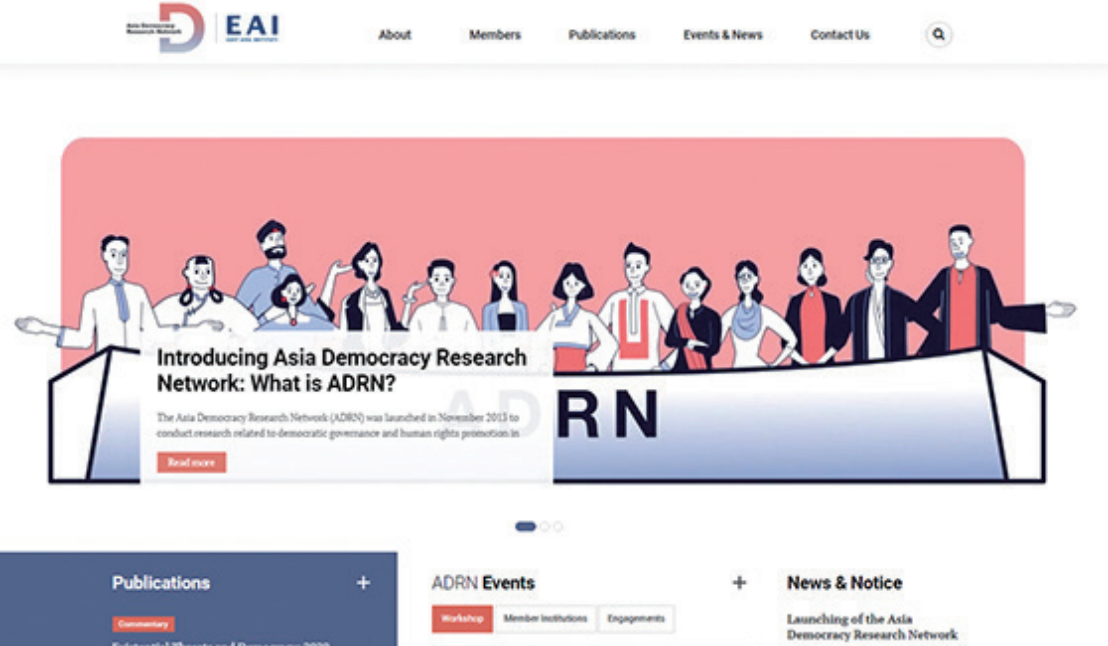 Asia Democracy
Research Network
EAI
EAST ASIA INSTITUTE
About
Members
Publications
Events & News
Contact Us
Introducing Asia Democracy Research
Network: What is ADRN?
The Asia Democracy Research Network (ADRN) was launched in November 2013 to
conduct research related to democratic governance and human rights promotion in
Read more
ADRN
Publications +
Commentary
ADRN Events +
Workshop
Member Institutions
Engagements
News & Notice
Launching of the Asia
Democracy Research Network